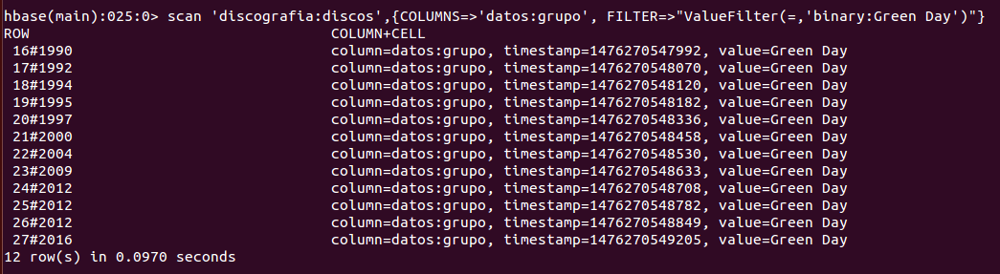 hbase(main):025:0> scan 'discografia:discos',{COLUMNS=>'datos:grupo', FILTER=>"ValueFilter(=,'binary:Green Day')"}
ROW COLUMN+CELL
16#1990 column=datos:grupo, timestamp=1476270547992, value=Green Day
17#1992 column=datos:grupo, timestamp=1476270548070, value=Green Day
18#1994 column=datos:grupo, timestamp=1476270548120, value=Green Day
19#1995 column=datos:grupo, timestamp=1476270548182, value=Green Day
20#1997 column=datos:grupo, timestamp=1476270548336, value=Green Day
21#2000 column=datos:grupo, timestamp=1476270548458, value=Green Day
22#2004 column=datos:grupo, timestamp=1476270548530, value=Green Day
23#2009 column=datos:grupo, timestamp=1476270548633, value=Green Day
24#2012 column=datos:grupo, timestamp=1476270548708, value=Green Day
25#2012 column=datos:grupo, timestamp=1476270548782, value=Green Day
26#2012 column=datos:grupo, timestamp=1476270548849, value=Green Day
27#2016 column=datos:grupo, timestamp=1476270549205, value=Green Day
12 row(s) in 0.0970 seconds